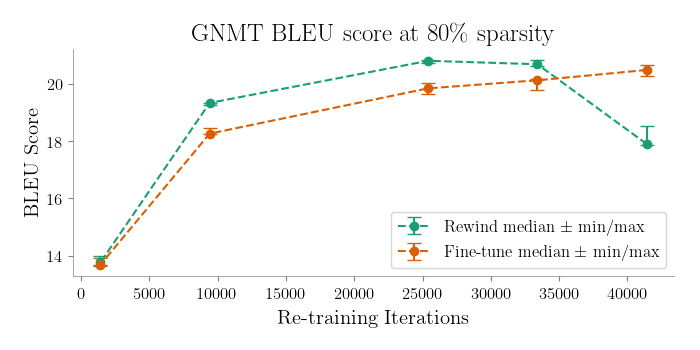 GNMT BLEU score at 80% sparsity
BLEU Score
20
18
16
14
0 5000 10000 15000 20000 25000 30000 35000 40000
Re-training Iterations
Rewind median ± min/max
Fine-tune median ± min/max